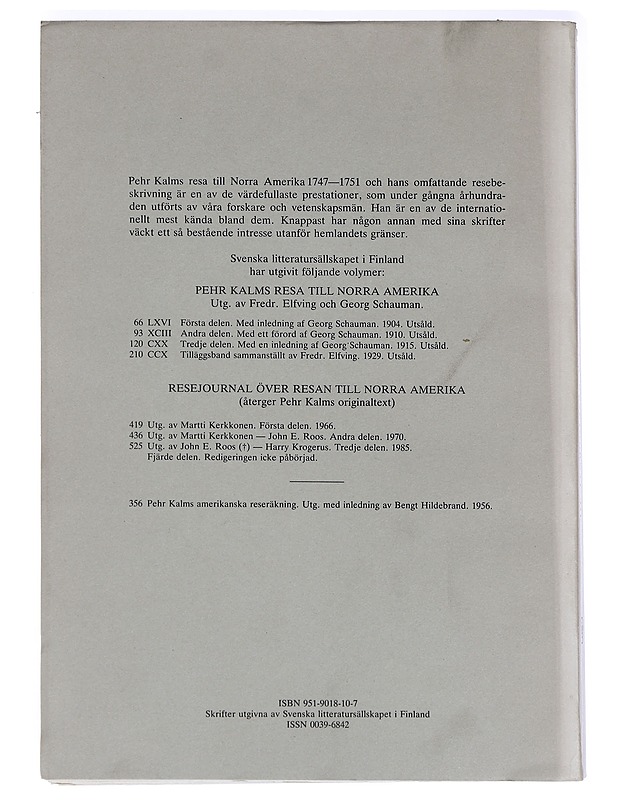 Pehr Kalms resa till Norra Amerika 1747—1751 och hans omfattande resebe-
skrivning är en av de värdefullaste prestationer, som under gångna århundra-
den utförts av våra forskare och vetenskapsmän. Han är en av de internatio-
nellt mest kända bland dem. Knappast har någon annan med sina skrifter
väckt ett så bestående intresse utanför hemlandets gränser.
Svenska litteratursällskapet i Finland
har utgivit följande volymer:
PEHR KALMS RESA TILL NORRA AMERIKA
Utg. av Fredr. Elfving och Georg Schauman.
66 LXVI Första delen. Med inledning af Georg Schauman. 1904. Utsåld.
93 XCIII Andra delen. Med ett förord af Georg Schauman. 1910. Utsåld.
120 CXX Tredje delen. Med en inledning af Georg Schauman. 1915. Utsåld.
210 CCX Tilläggsband sammanställt av Fredr. Elfving. 1929. Utsåld.
RESEJOURNAL ÖVER RESAN TILL NORRA AMERIKA
(återger Pehr Kalms originaltext)
419 Utg. av Martti Kerkkonen. Första delen. 1966.
436 Utg. av Martti Kerkkonen — John E. Roos. Andra delen. 1970.
525 Utg. av John E. Roos (†) — Harry Krogerus. Tredje delen. 1985.
Fjärde delen. Redigeringen icke påbörjad.
356 Pehr Kalms amerikanska reseräkning. Utg. med inledning av Bengt Hildebrand. 1956.
ISBN 951-9018-10-7
Skrifter utgivna av Svenska litteratursällskapet i Finland
ISSN 0039-6842